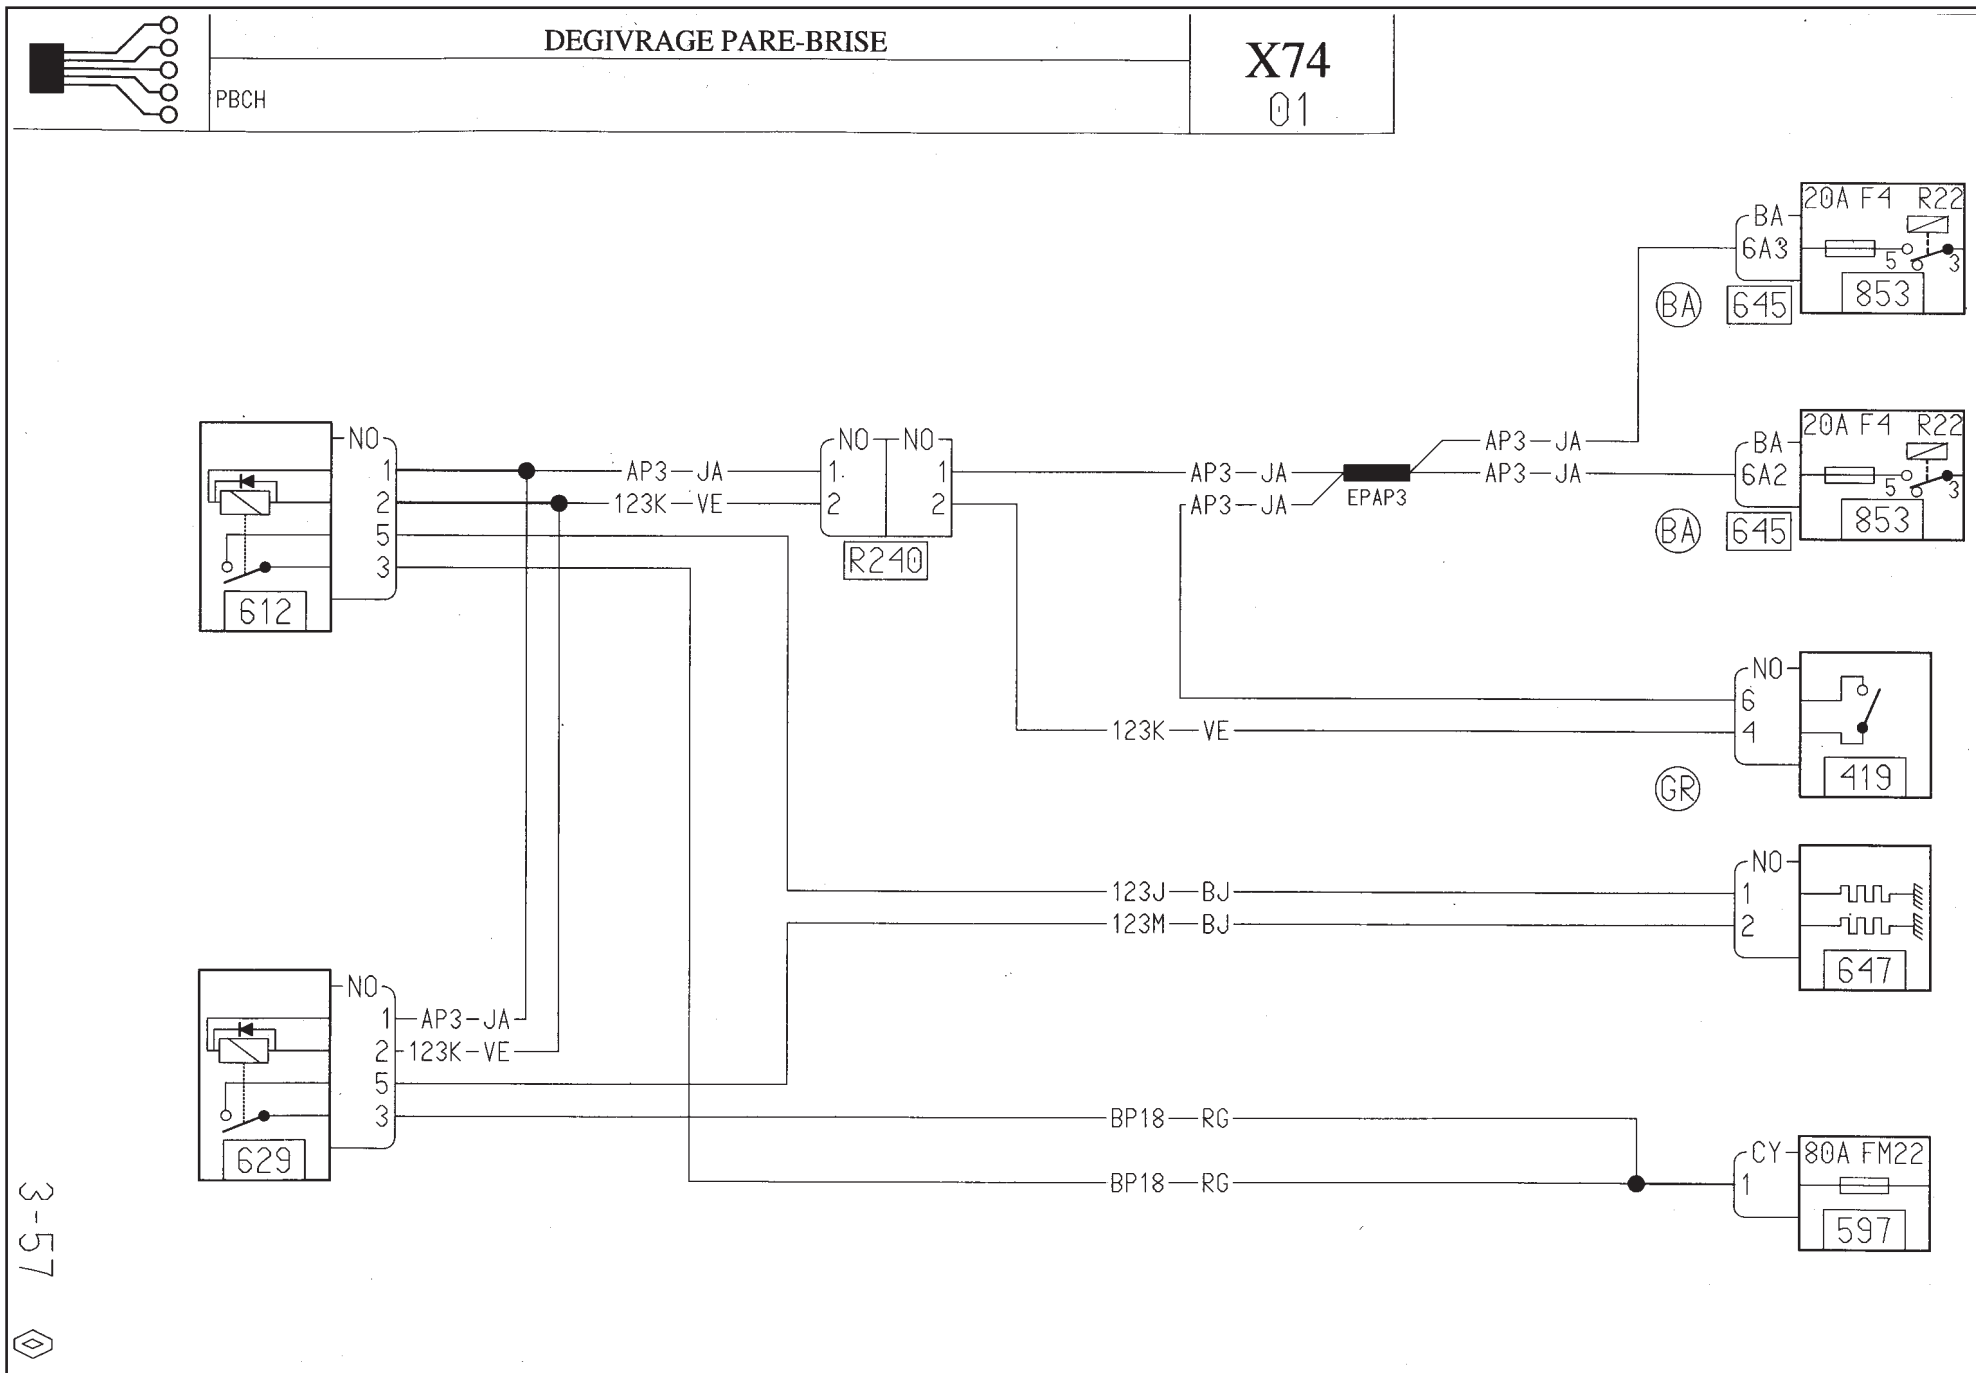 DEGIVRAGE PARE-BRISE
PBCH
X74
01
20A F4 R22
BA
6A3
5 3
853
BA 645
20A F4 R22
BA
6A2
5 3
853
BA 645
NO
1
2
5
3
612
AP3 JA
123K VE
NO NO
1 1
2 2
R240
AP3 JA
AP3 JA
EPAP3
AP3 JA
AP3 JA
NO
6
4
419
GR
123K VE
NO
1
2
647
123J BJ
123M BJ
NO
1 AP3-JA
2 123K-VE
5
3
629
BP18 RG
BP18 RG
CY 80A FM22
1
597
3-57